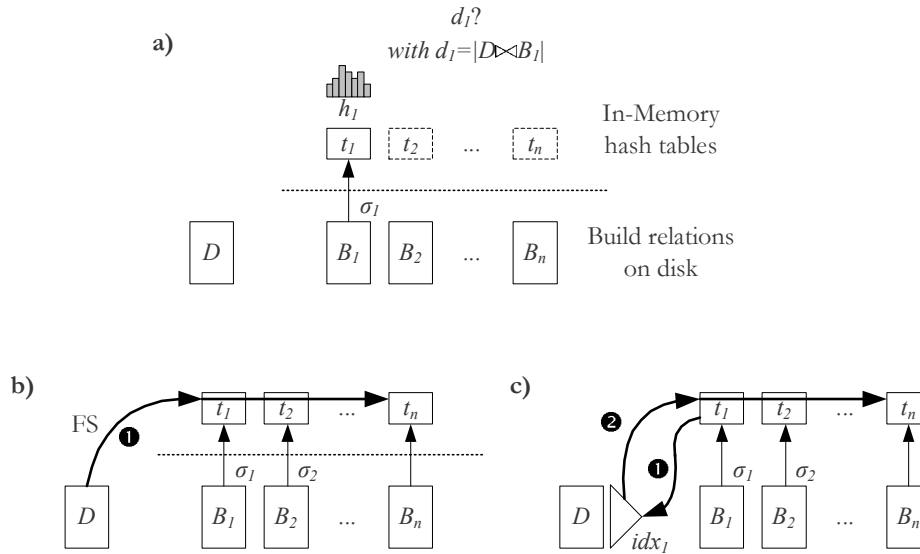 d₁?
a)
with d₁=|D⋈B₁|
h₁
In-Memory
hash tables
t₁ t₂ ... tₙ
σ₁
D B₁ B₂ ... Bₙ
Build relations
on disk
b)
FS
❶
t₁ t₂ ... tₙ
σ₁ σ₂
D B₁ B₂ ... Bₙ
c)
❷
❶
t₁ t₂ ... tₙ
σ₁ σ₂
D B₁ B₂ ... Bₙ
idx₁